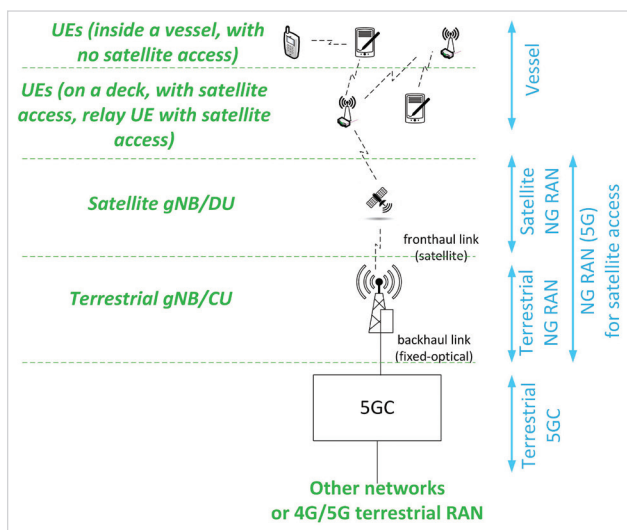 UEs (inside a vessel, with
no satellite access)
UEs (on a deck, with satellite
access, relay UE with satellite
access)
Vessel
Satellite gNB/DU
Satellite
NG RAN
NG RAN (5G)
for satellite access
fronthaul link
(satellite)
Terrestrial gNB/CU
Terrestrial
NG RAN
backhaul link
(fixed-optical)
5GC
Terrestrial
5GC
Other networks
or 4G/5G terrestrial RAN